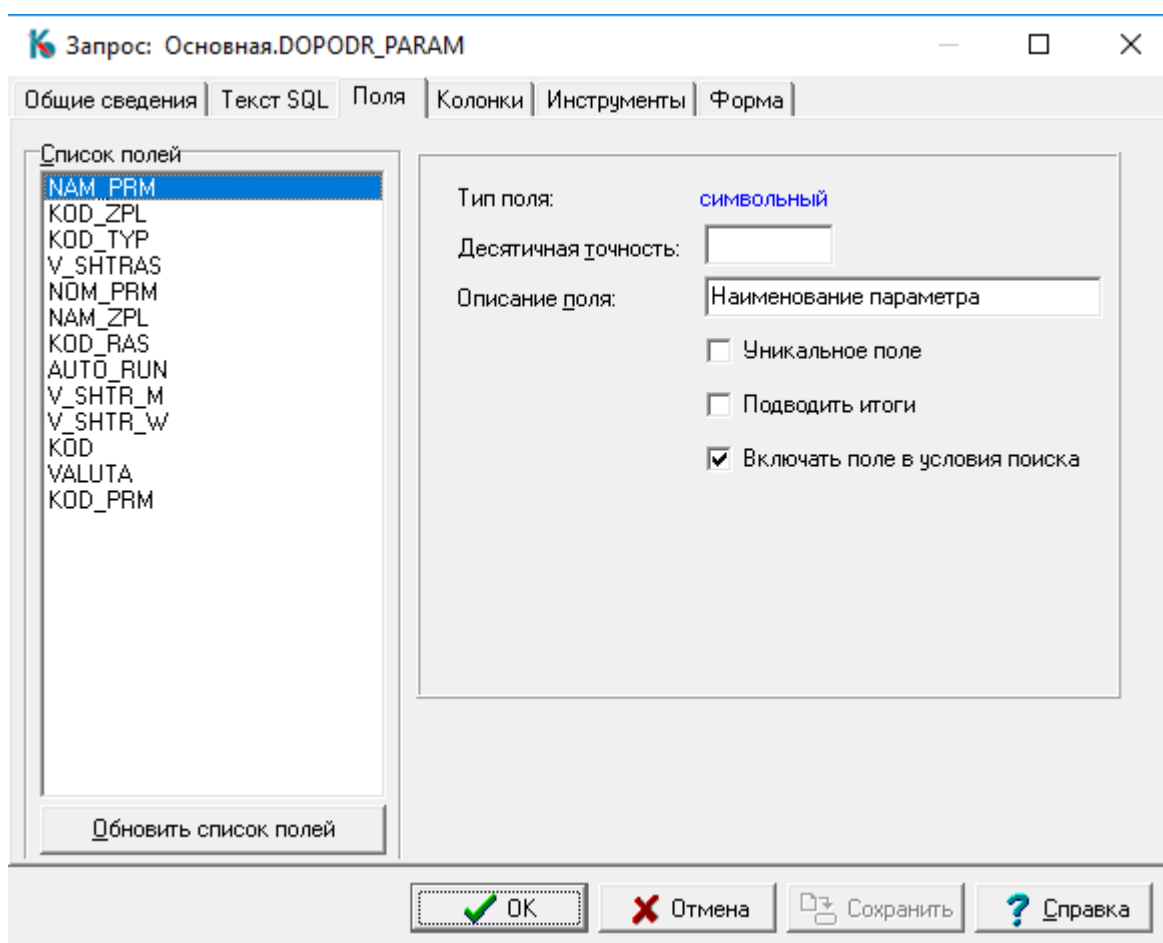 Запрос: Основная.DOPODR_PARAM
Общие сведения Текст SQL Поля Колонки Инструменты Форма
Список полей
NAM_PRM
KOD_ZPL
KOD_TYP
V_SHTRAS
NOM_PRM
NAM_ZPL
KOD_RAS
AUTO_RUN
V_SHTR_M
V_SHTR_W
KOD
VALUTA
KOD_PRM
Обновить список полей
Тип поля: символьный
Десятичная точность:
Описание поля: Наименование параметра
Уникальное поле
Подводить итоги
Включать поле в условия поиска
OK Отмена Сохранить Справка